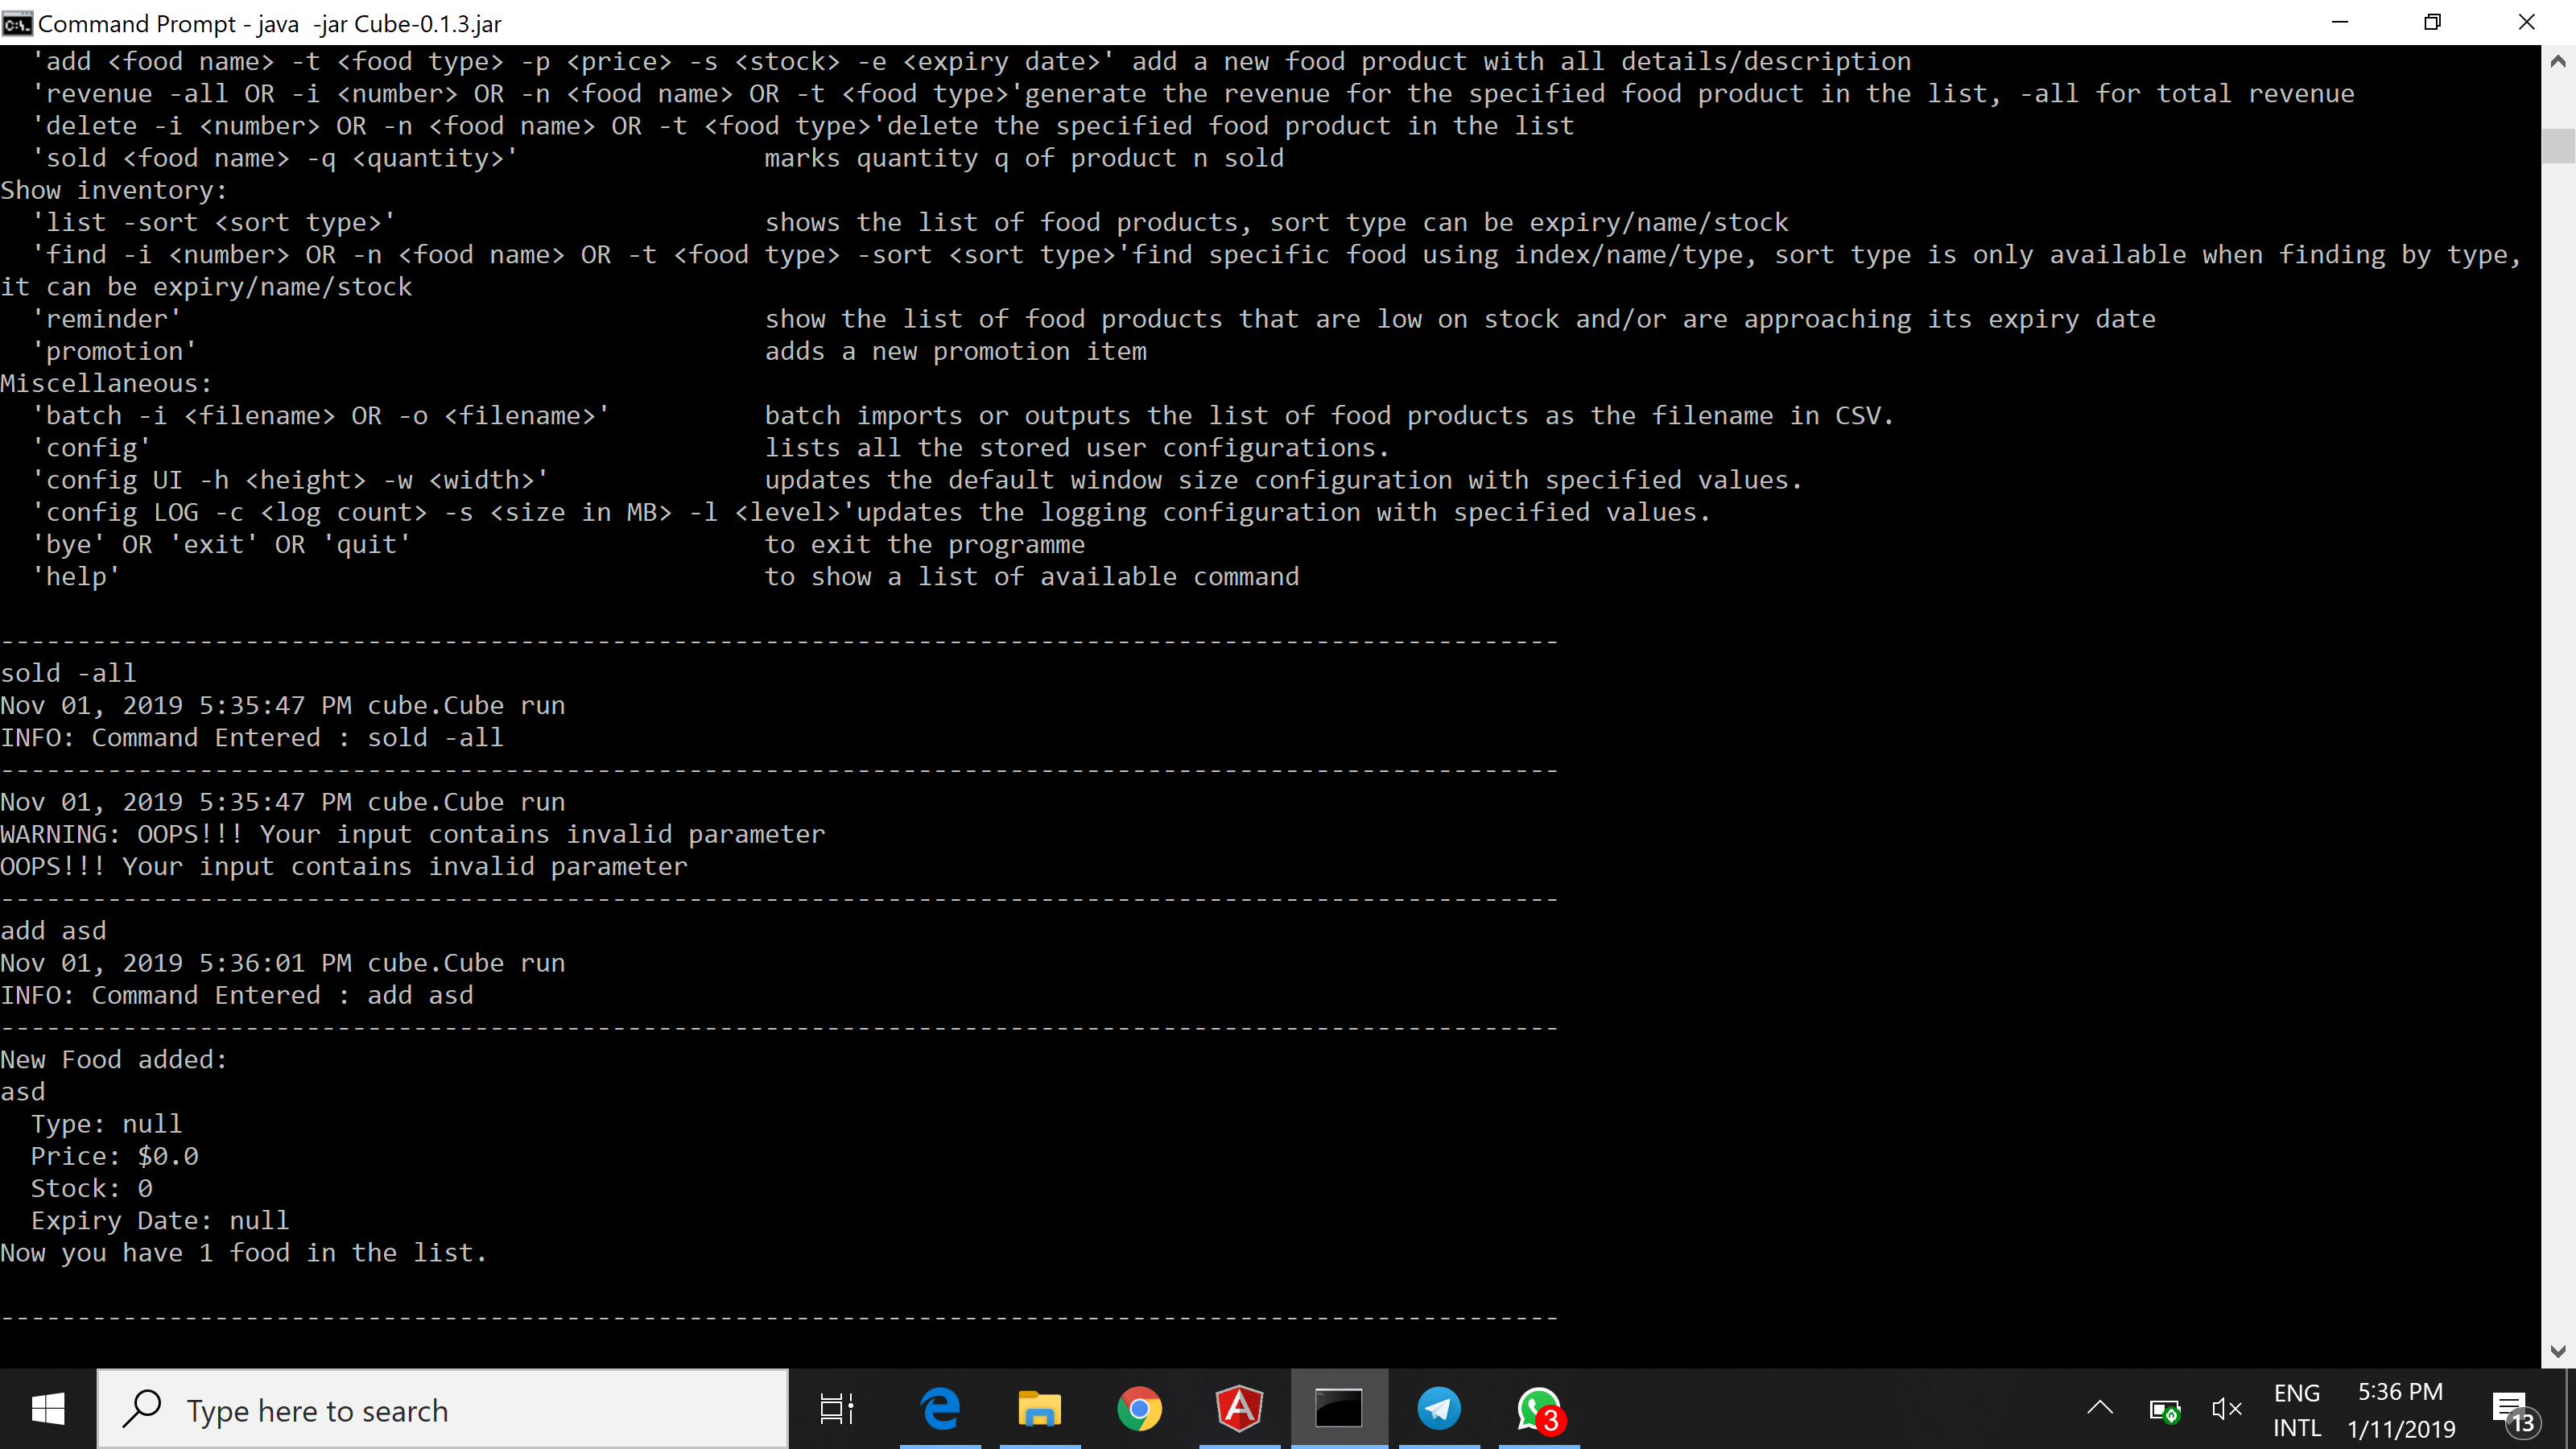 Command Prompt - java  -jar Cube-0.1.3.jar
'add <food name> -t <food type> -p <price> -s <stock> -e <expiry date>' add a new food product with all details/description
'revenue -all OR -i <number> OR -n <food name> OR -t <food type>'generate the revenue for the specified food product in the list, -all for total revenue
'delete -i <number> OR -n <food name> OR -t <food type>'delete the specified food product in the list
'sold <food name> -q <quantity>' marks quantity q of product n sold
Show inventory:
'list -sort <sort type>' shows the list of food products, sort type can be expiry/name/stock
'find -i <number> OR -n <food name> OR -t <food type> -sort <sort type>'find specific food using index/name/type, sort type is only available when finding by type,
it can be expiry/name/stock
'reminder' show the list of food products that are low on stock and/or are approaching its expiry date
'promotion' adds a new promotion item
Miscellaneous:
'batch -i <filename> OR -o <filename>' batch imports or outputs the list of food products as the filename in CSV.
'config' lists all the stored user configurations.
'config UI -h <height> -w <width>' updates the default window size configuration with specified values.
'config LOG -c <log count> -s <size in MB> -l <level>'updates the logging configuration with specified values.
'bye' OR 'exit' OR 'quit' to exit the programme
'help' to show a list of available command
------------------------------------------------------------------------------------------------------
sold -all
Nov 01, 2019 5:35:47 PM cube.Cube run
INFO: Command Entered : sold -all
------------------------------------------------------------------------------------------------------
Nov 01, 2019 5:35:47 PM cube.Cube run
WARNING: OOPS!!! Your input contains invalid parameter
OOPS!!! Your input contains invalid parameter
------------------------------------------------------------------------------------------------------
add asd
Nov 01, 2019 5:36:01 PM cube.Cube run
INFO: Command Entered : add asd
------------------------------------------------------------------------------------------------------
New Food added:
asd
Type: null
Price: $0.0
Stock: 0
Expiry Date: null
Now you have 1 food in the list.
------------------------------------------------------------------------------------------------------
Type here to search
3
ENG
INTL
5:36 PM
1/11/2019
13